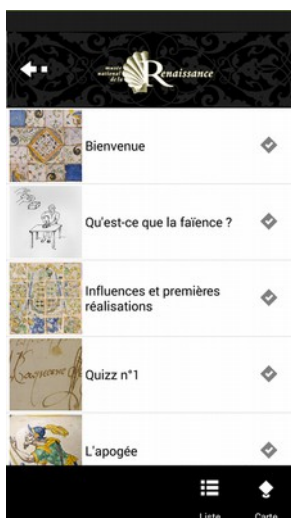 musée
national
de la
Renaissance
Bienvenue
Qu'est-ce que la faïence ?
Influences et premières
réalisations
Quizz n°1
L'apogée
Liste Carte